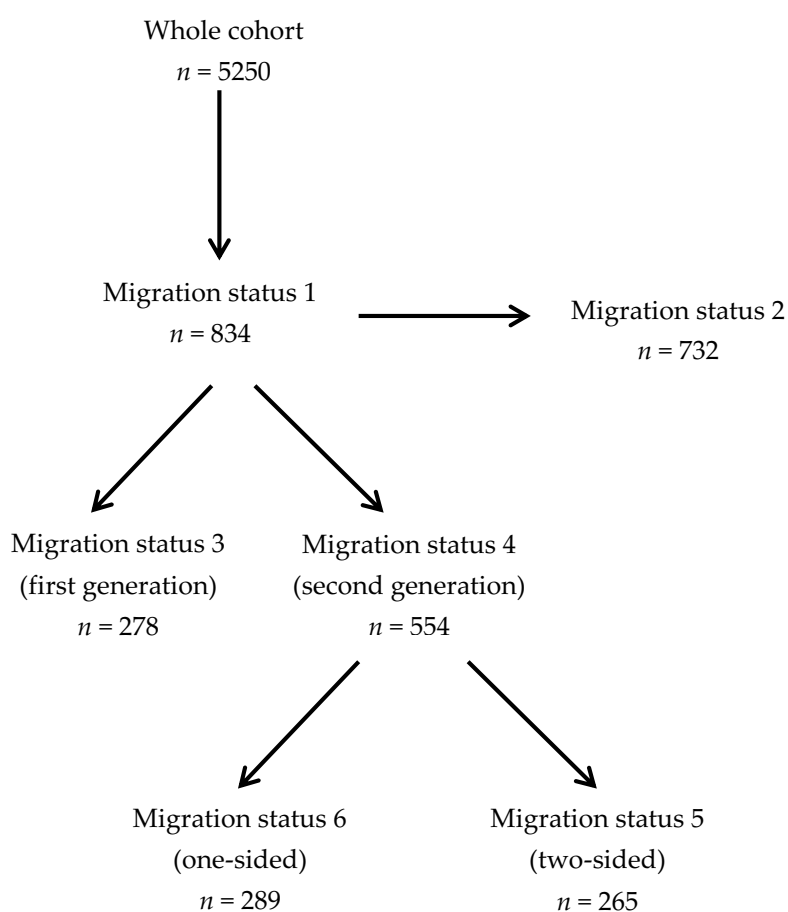 Whole cohort
n = 5250
Migration status 1
n = 834
Migration status 2
n = 732
Migration status 3
(first generation)
n = 278
Migration status 4
(second generation)
n = 554
Migration status 6
(one-sided)
n = 289
Migration status 5
(two-sided)
n = 265